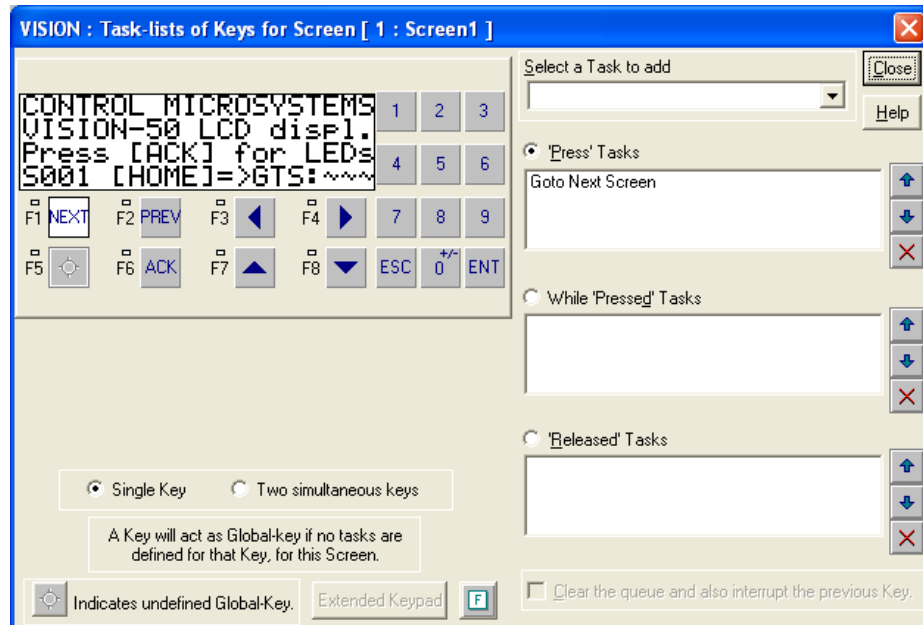 VISION : Task-lists of Keys for Screen [ 1 : Screen1 ]
Select a Task to add
Close
Help
CONTROL MICROSYSTEMS
VISION-50 LCD displ.
Press [ACK] for LEDs
S001 [HOME]=>GTS:~~~
1 2 3
4 5 6
F1 NEXT F2 PREV F3 F4 7 8 9
F5 F6 ACK F7 F8 ESC +/- 0 ENT
'Press' Tasks
Goto Next Screen
While 'Pressed' Tasks
'Released' Tasks
Single Key Two simultaneous keys
A Key will act as Global-key if no tasks are
defined for that Key, for this Screen.
Indicates undefined Global-Key. Extended Keypad F
Clear the queue and also interrupt the previous Key.